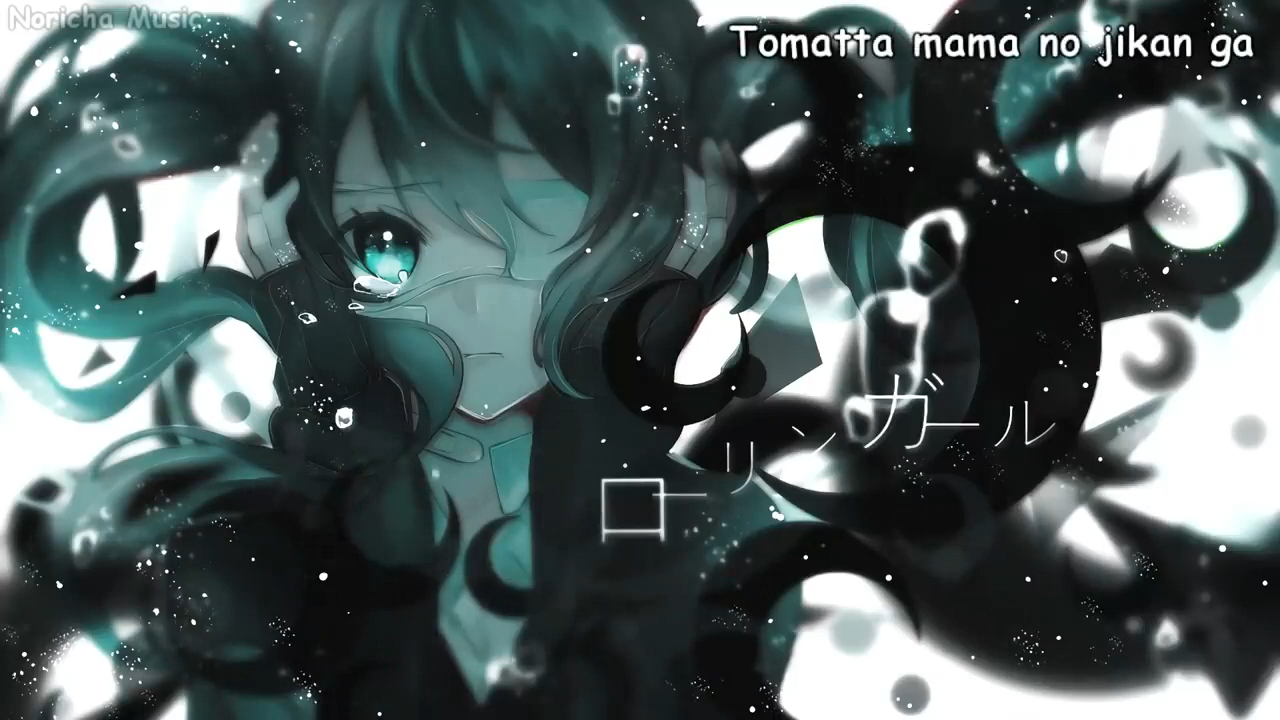 Noricha Music
Tomatta mama no jikan ga
ローリンガール